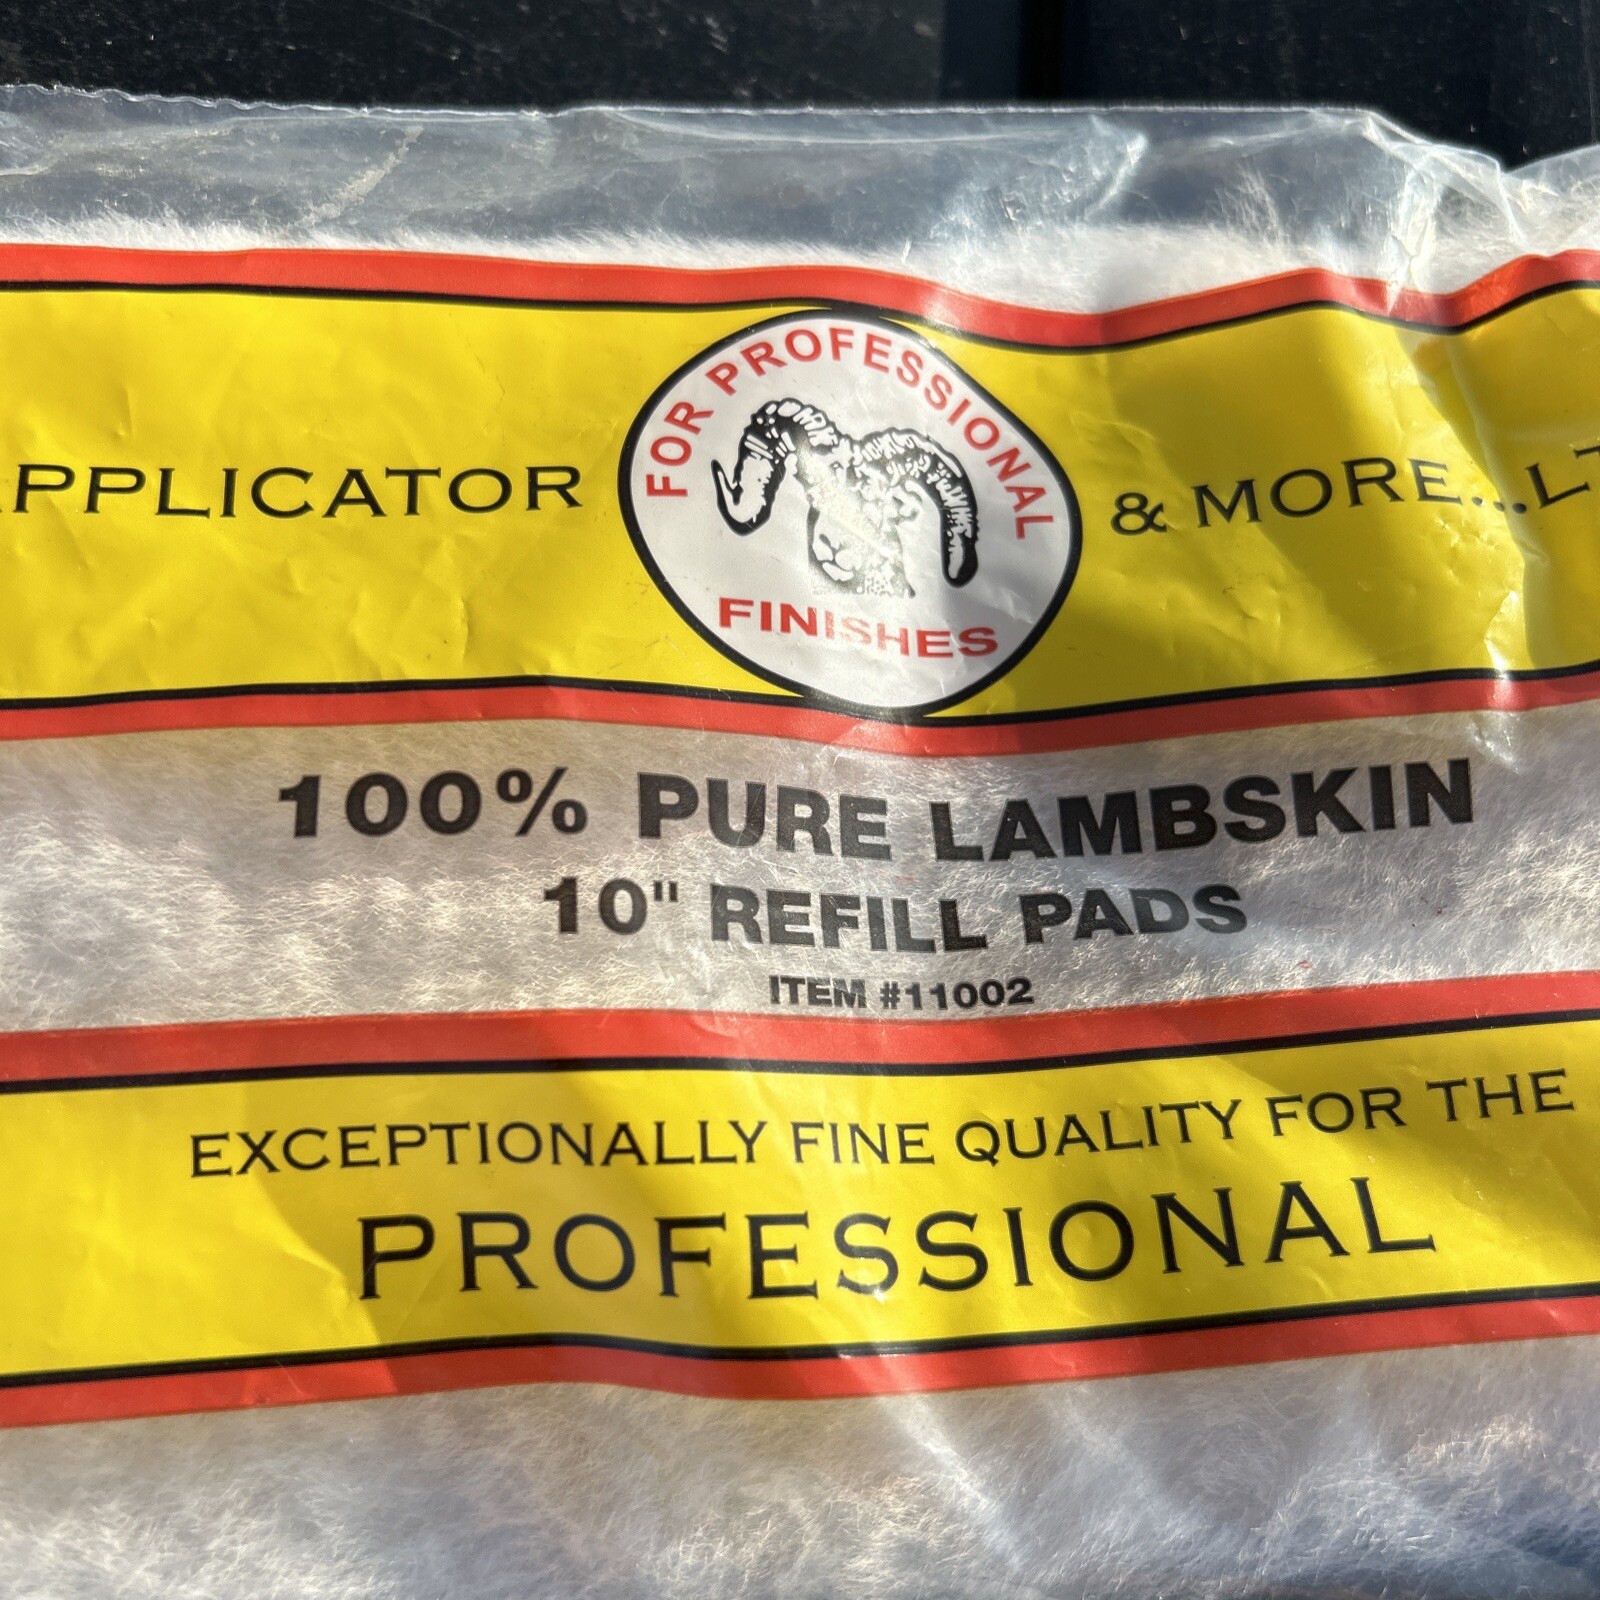 FOR PROFESSIONAL
FINISHES
PPLICATOR & MORE...LT
100% PURE LAMBSKIN
10" REFILL PADS
ITEM #11002
EXCEPTIONALLY FINE QUALITY FOR THE
PROFESSIONAL